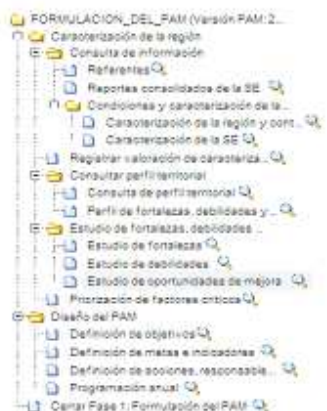 FORMULACION_DEL_PAM (Versión PAM: 2...
Caracterización de la región
Consulta de información
Referentes
Reportes consolidados de la SE
Condiciones y caracterización de la...
Caracterización de la región y cont...
Caracterización de la SE
Registrar valoración de caracteriza...
Consultar perfil territorial
Consulta de perfil territorial
Perfil de fortalezas, debilidades y...
Estudio de fortalezas, debilidades ...
Estudio de fortalezas
Estudio de debilidades
Estudio de oportunidades de mejora
Priorización de factores críticos
Diseño del PAM
Definición de objetivos
Definición de metas e indicadores
Definición de acciones, responsable...
Programación anual
Cerrar Fase 1: Formulación del PAM